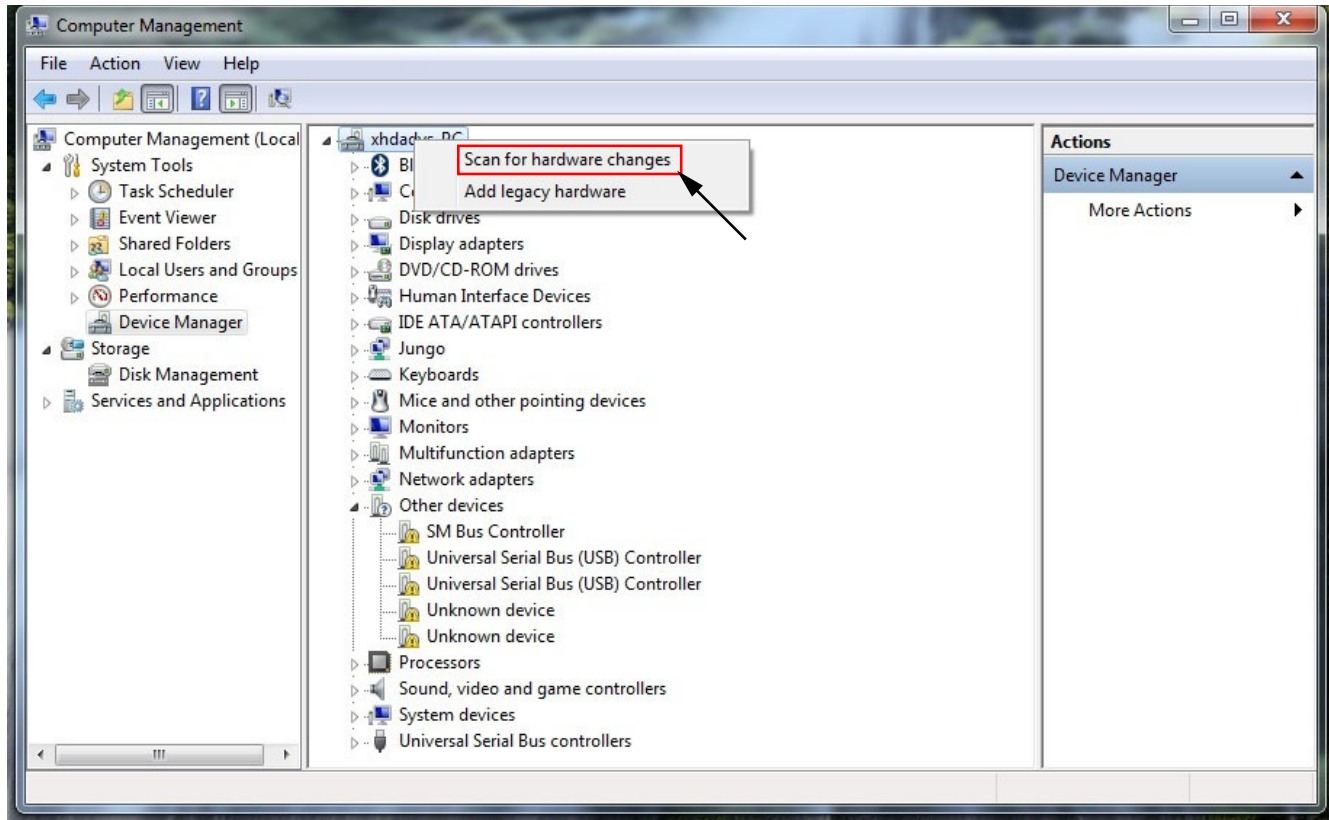 Computer Management
File Action View Help
Computer Management (Local
System Tools
Task Scheduler
Event Viewer
Shared Folders
Local Users and Groups
Performance
Device Manager
Storage
Disk Management
Services and Applications
Scan for hardware changes
Add legacy hardware
Disk drives
Display adapters
DVD/CD-ROM drives
Human Interface Devices
IDE ATA/ATAPI controllers
Jungo
Keyboards
Mice and other pointing devices
Monitors
Multifunction adapters
Network adapters
Other devices
SM Bus Controller
Universal Serial Bus (USB) Controller
Universal Serial Bus (USB) Controller
Unknown device
Unknown device
Processors
Sound, video and game controllers
System devices
Universal Serial Bus controllers
Actions
Device Manager
More Actions